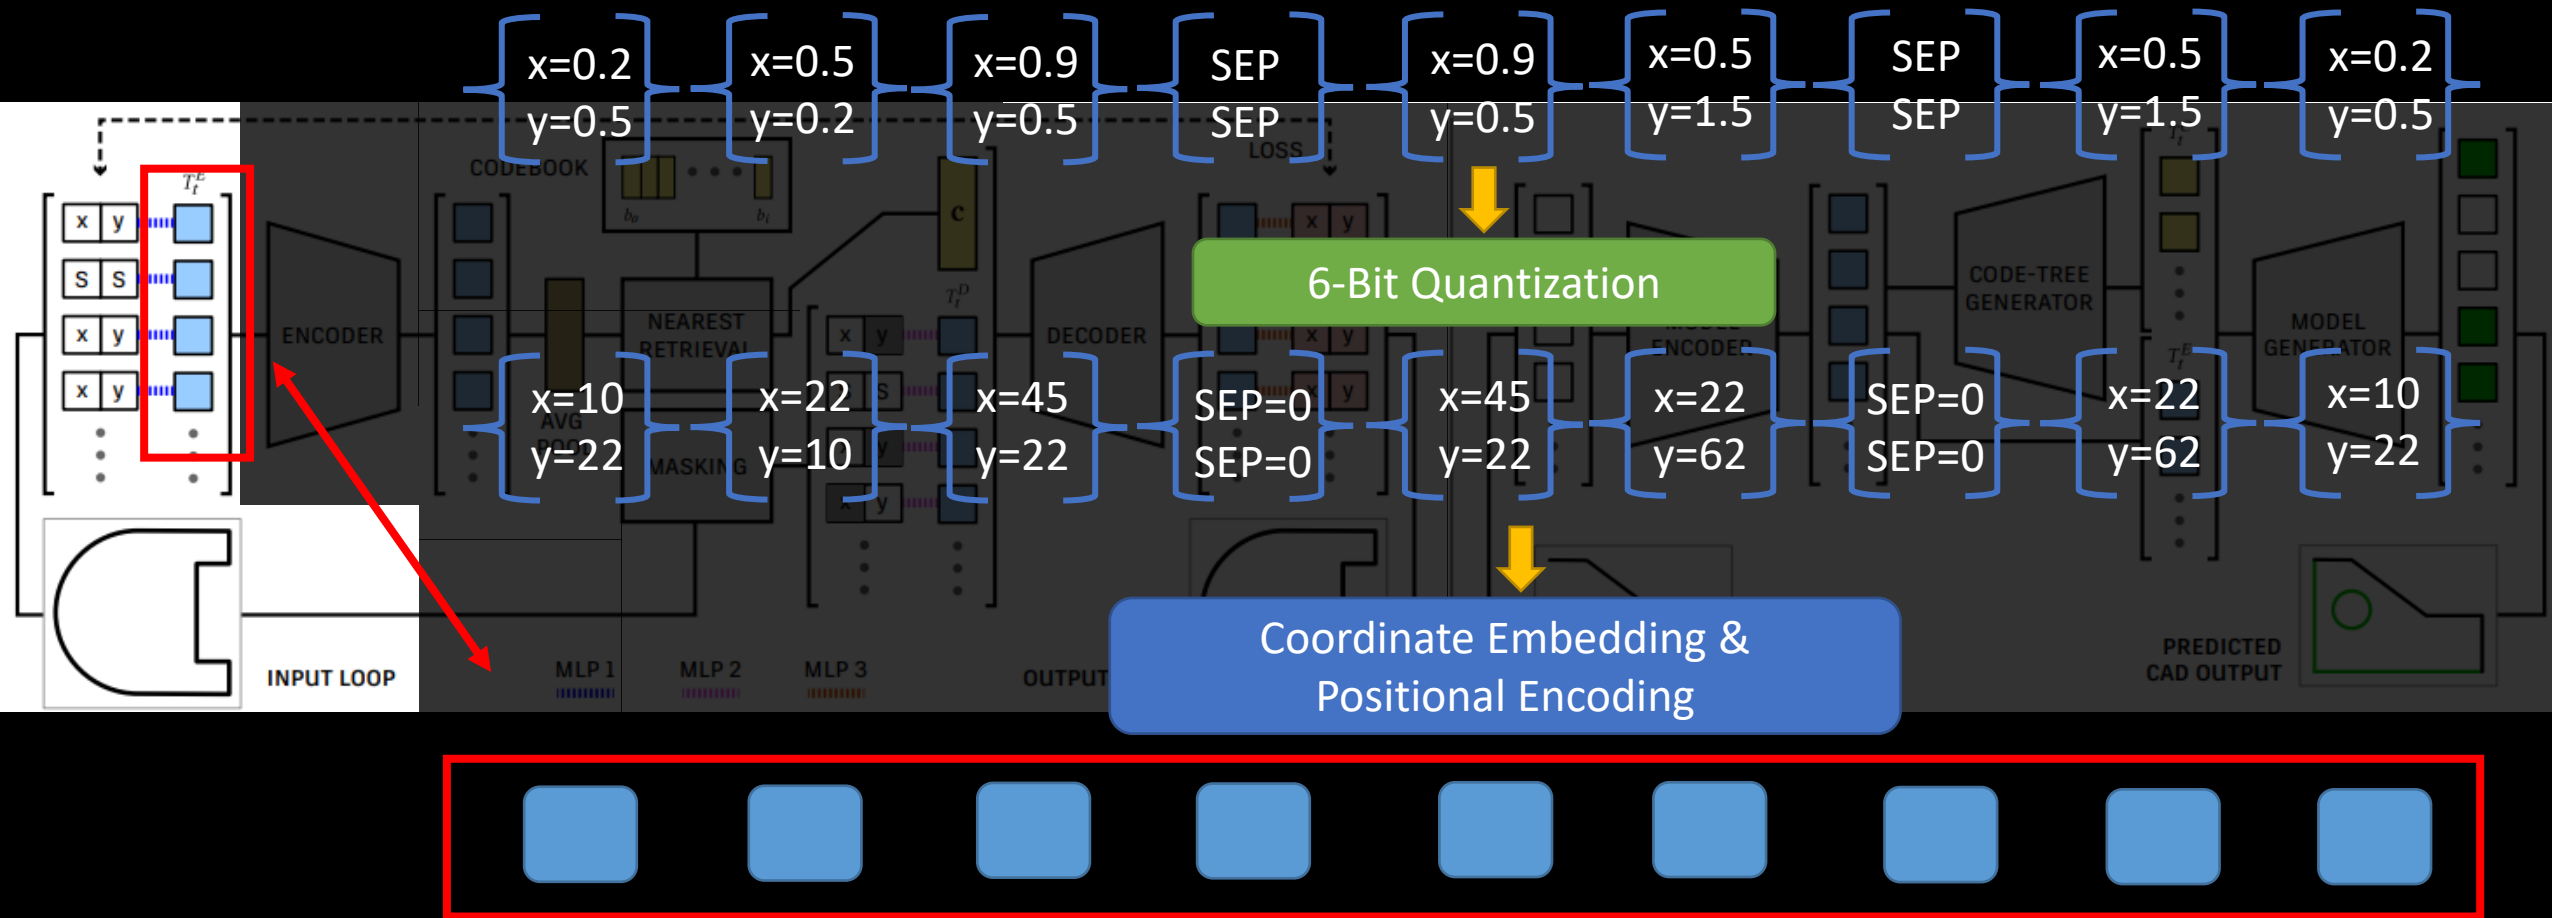 x=0.2
y=0.5
x=0.5
y=0.2
x=0.9
y=0.5
SEP
SEP
x=0.9
y=0.5
x=0.5
y=1.5
SEP
SEP
x=0.5
y=1.5
x=0.2
y=0.5
CODEBOOK
LOSS
6-Bit Quantization
x y
S S
x y
x y
ENCODER
NEAREST
RETRIEVAL
c
x y
S
y
x y
DECODER
x y
x y
x y
ENCODER
CODE-TREE
GENERATOR
MODEL
GENERATOR
AVG
MASKING
x=10
y=22
x=22
y=10
x=45
y=22
SEP=0
SEP=0
x=45
y=22
x=22
y=62
SEP=0
SEP=0
x=22
y=62
x=10
y=22
Coordinate Embedding &
Positional Encoding
INPUT LOOP
MLP 1
MLP 2
MLP 3
OUTPUT
PREDICTED
CAD OUTPUT